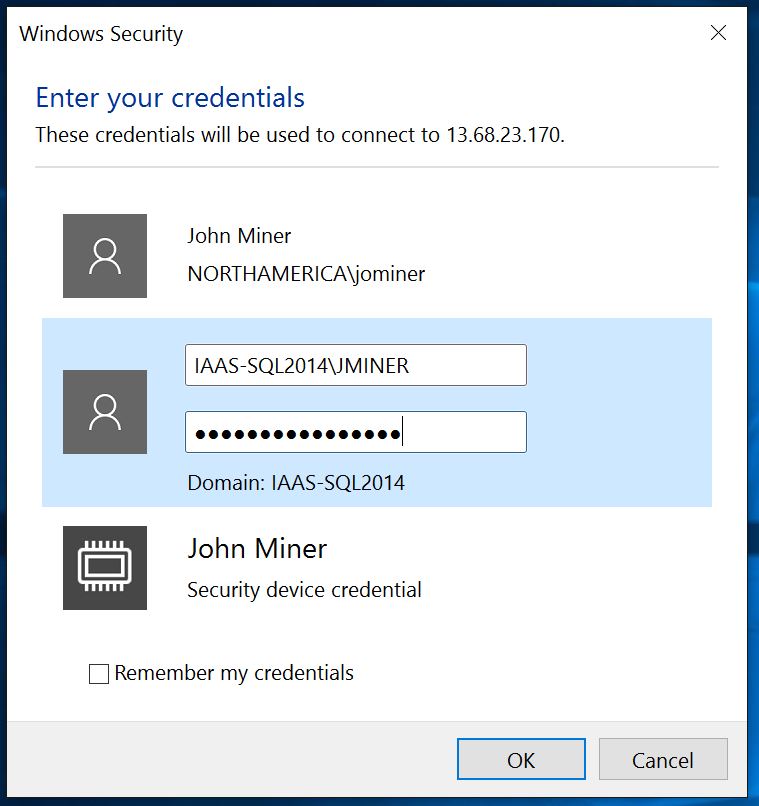 Windows Security
Enter your credentials
These credentials will be used to connect to 13.68.23.170.
John Miner
NORTHAMERICA\jominer
IAAS-SQL2014\JMINER
●●●●●●●●●●●●●●●●
Domain: IAAS-SQL2014
John Miner
Security device credential
Remember my credentials
OK
Cancel